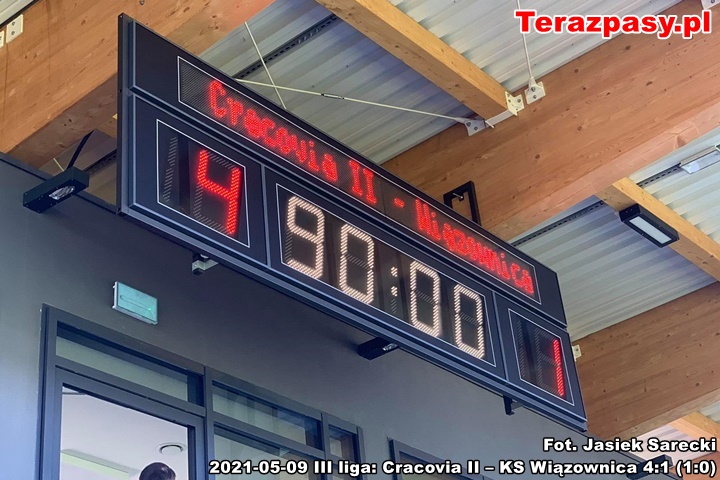 Terazpasy.pl
Cracovia II - Wiązownica
4 90:00 1
Fot. Jasiek Sarecki
2021-05-09 III liga: Cracovia II – KS Wiązownica 4:1 (1:0)